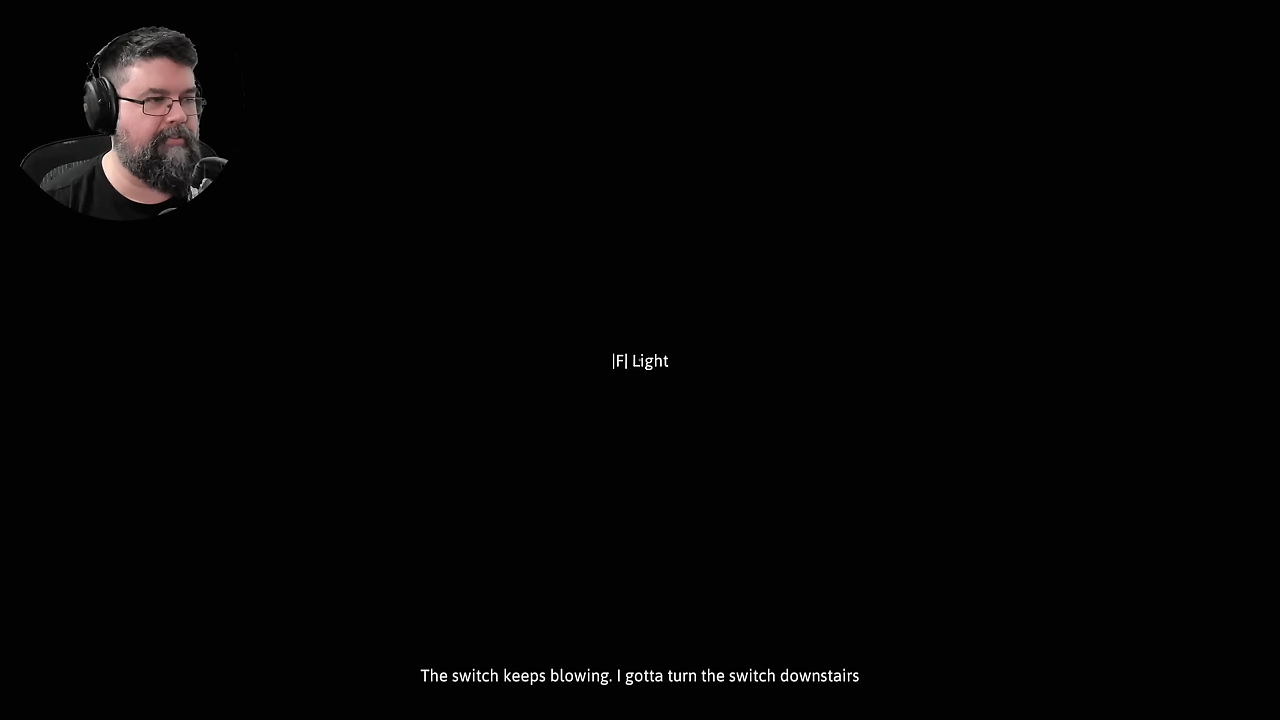 |F| Light
The switch keeps blowing. I gotta turn the switch downstairs